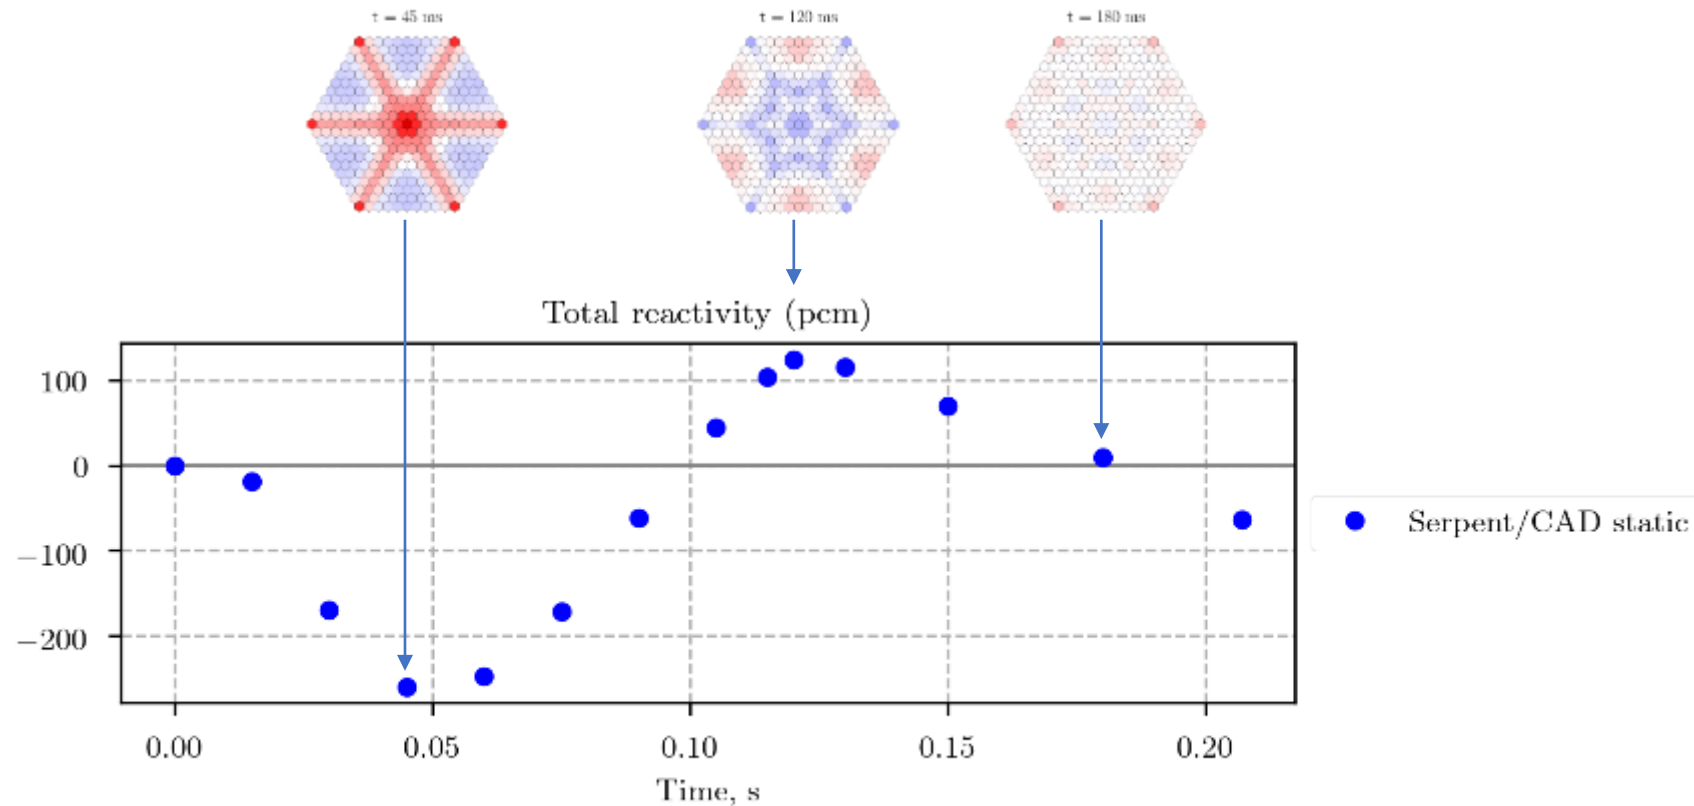 t = 45 ms
t = 120 ms
t = 180 ms
Total reactivity (pcm)
100
0
−100
−200
0.00
0.05
0.10
0.15
0.20
Time, s
Serpent/CAD static